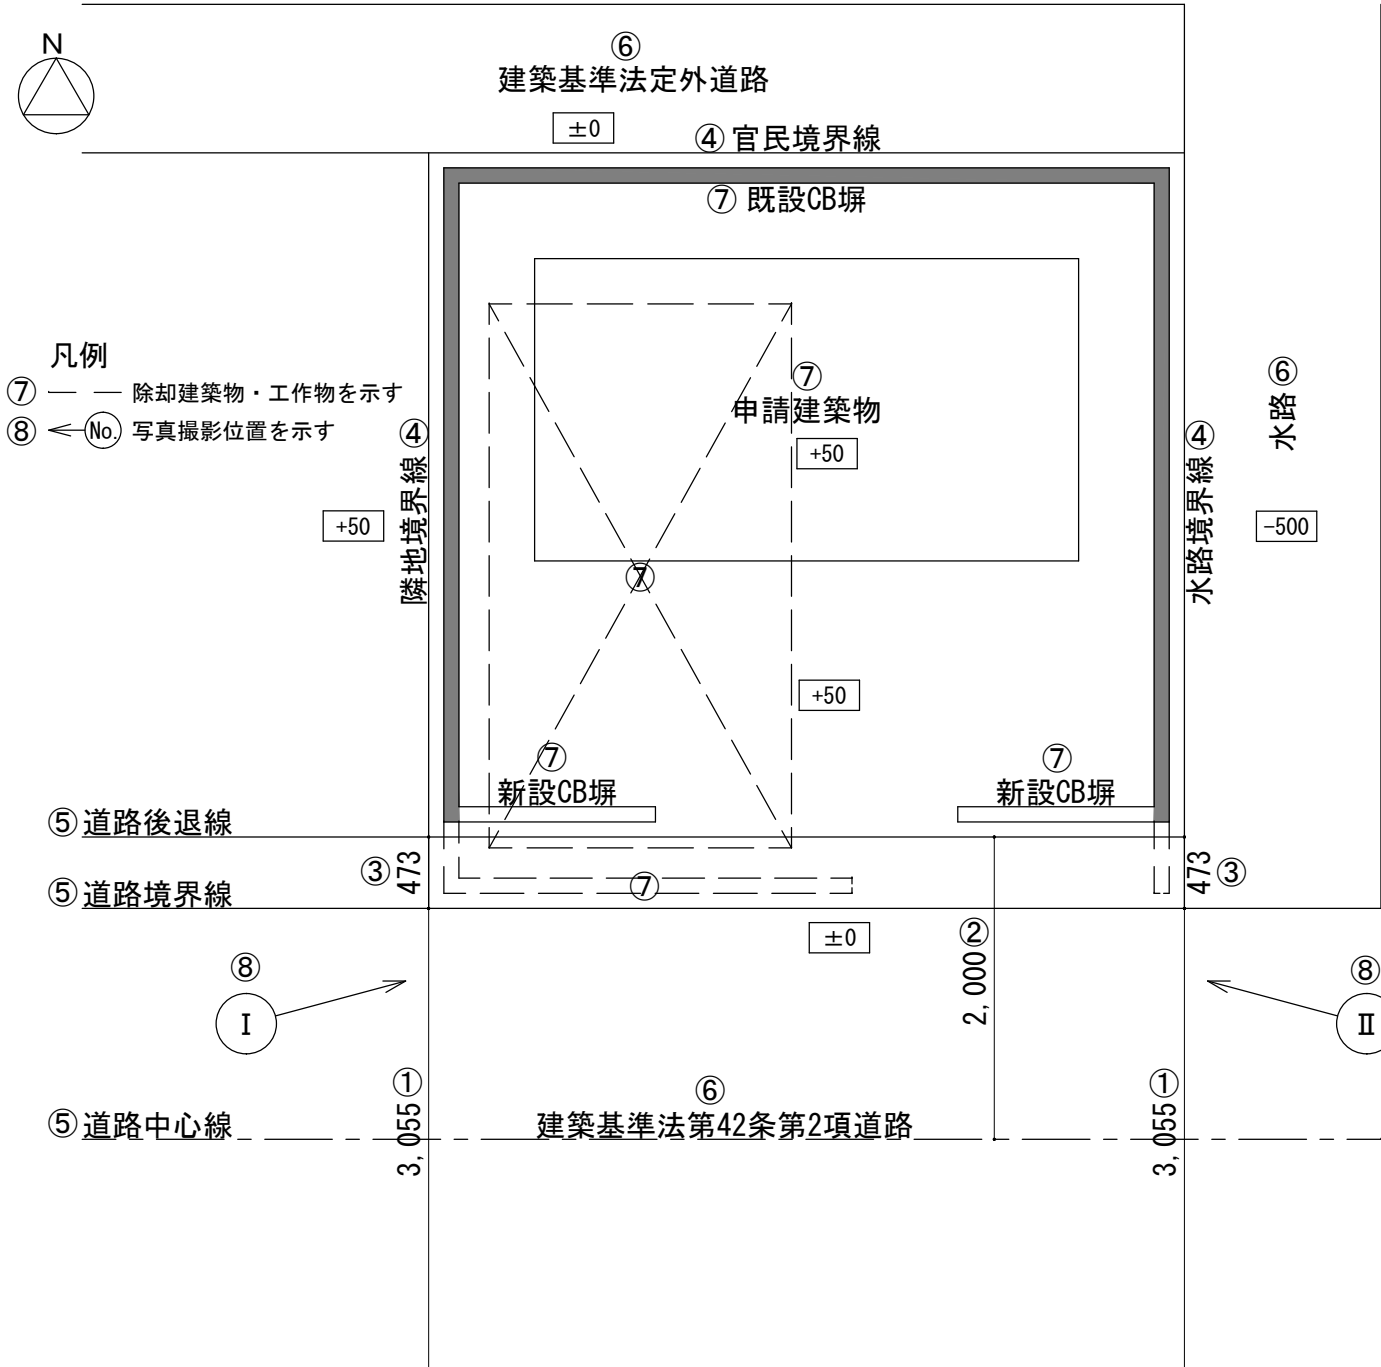 N
⑥
建築基準法定外道路
±0
④ 官民境界線
⑦ 既設CB塀
凡例
⑦ 除却建築物・工作物を示す
⑧ No. 写真撮影位置を示す
⑦
申請建築物
+50
⑥
水路
隣地境界線 ④
+50
水路境界線 ④
-500
⑦
+50
⑦
新設CB塀
⑦
新設CB塀
⑤ 道路後退線
③ 473
473 ③
⑦
⑤ 道路境界線
±0
2,000 ②
⑧
Ⅰ
⑧
Ⅱ
3,055 ①
⑥
3,055 ①
⑤ 道路中心線
建築基準法第42条第2項道路